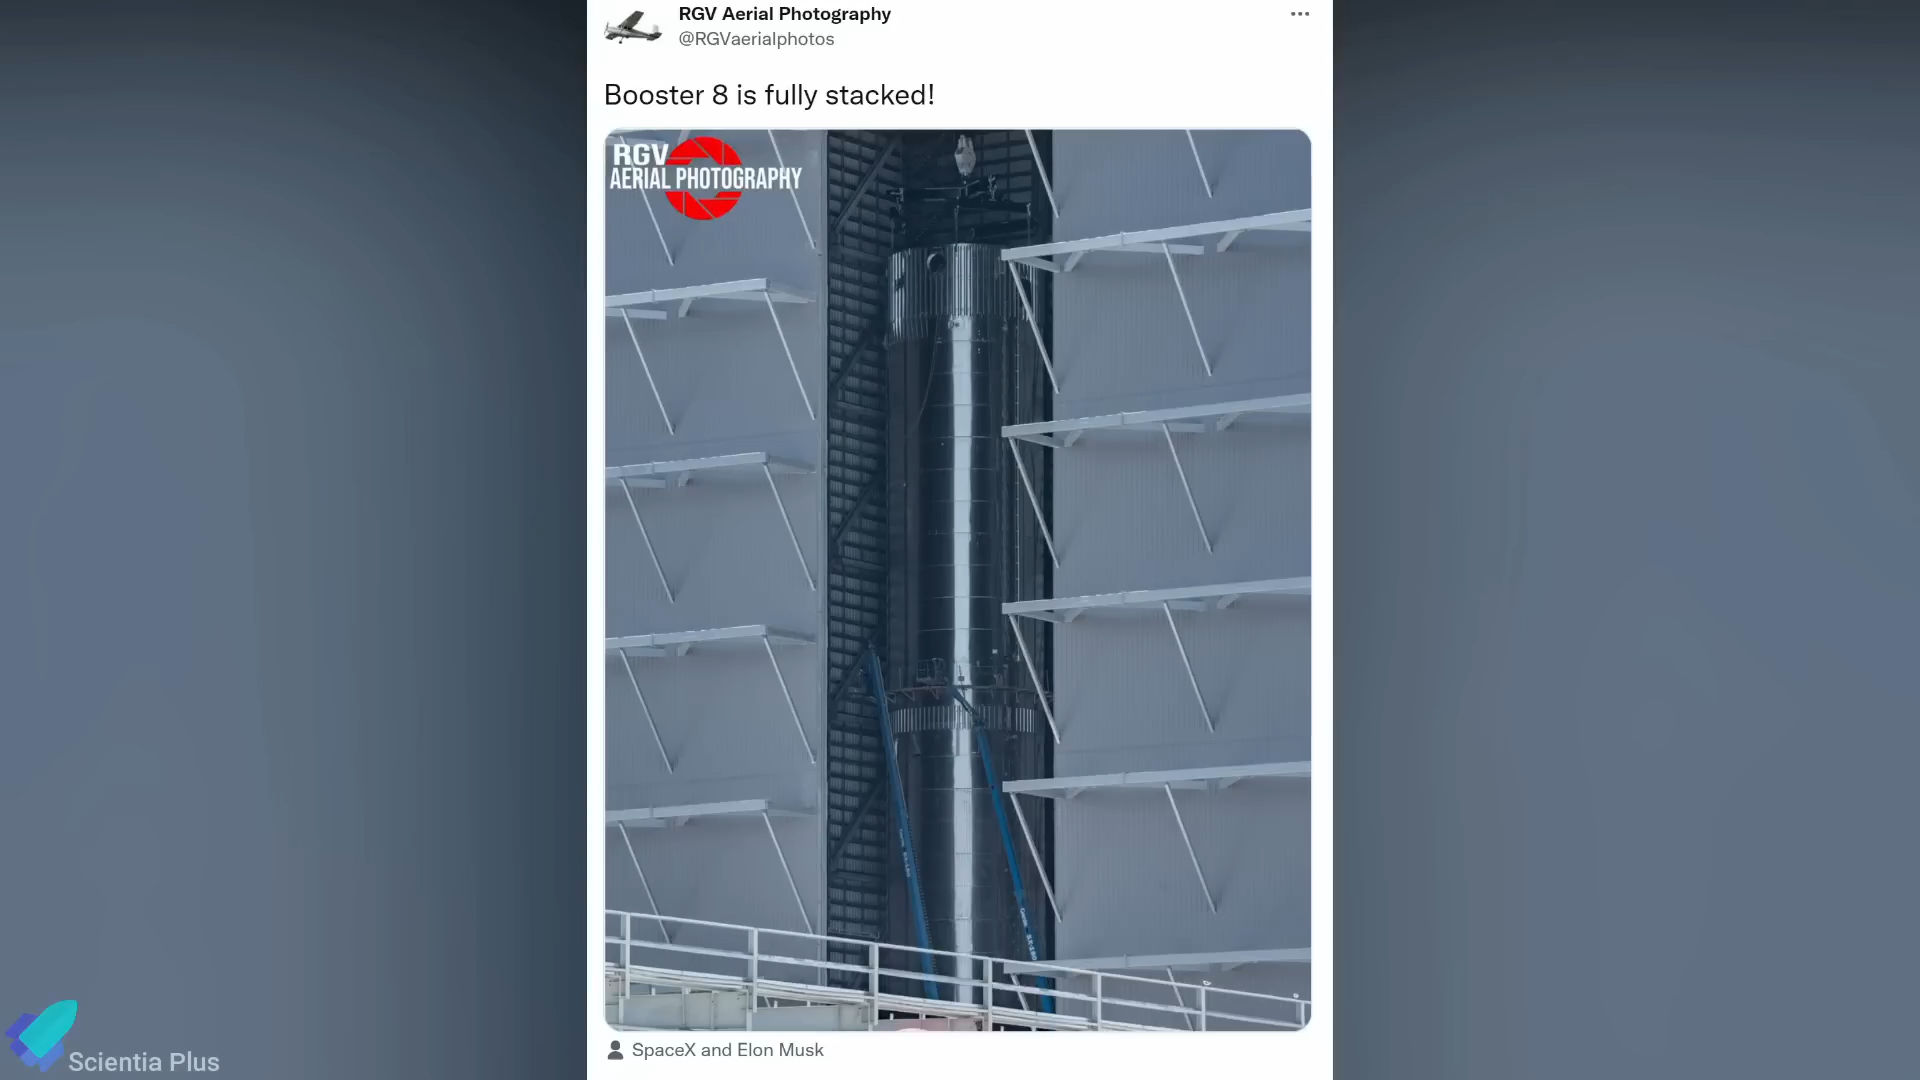 RGV Aerial Photography
@RGVaerialphotos
Booster 8 is fully stacked!
RGV
AERIAL PHOTOGRAPHY
SpaceX and Elon Musk
Scientia Plus